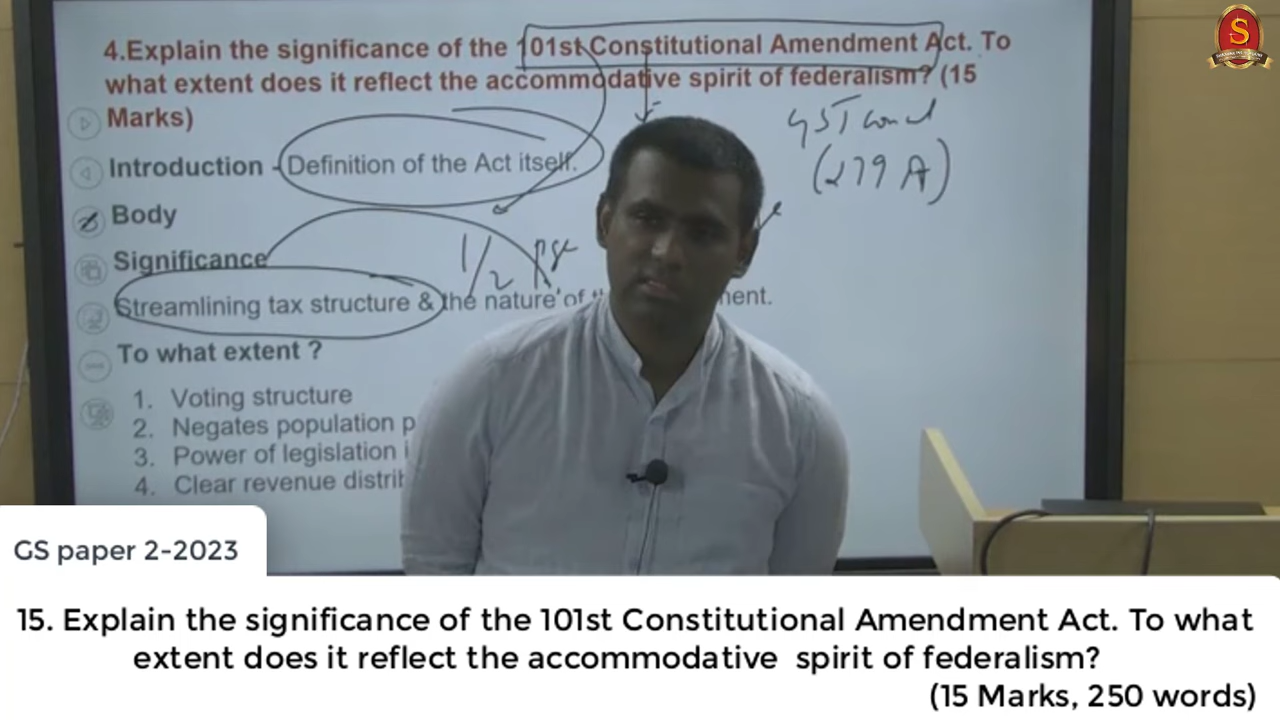 4.Explain the significance of the 101st Constitutional Amendment Act. To
what extent does it reflect the accommodative spirit of federalism? (15
Marks)
GST
(279 A)
Introduction - Definition of the Act itself.
Body
Significance
1/2
Streamlining tax structure & the nature of
To what extent ?
1. Voting structure
2. Negates population
3. Power of legislation
4. Clear revenue
S
GS paper 2-2023
15. Explain the significance of the 101st Constitutional Amendment Act. To what
extent does it reflect the accommodative spirit of federalism?
(15 Marks, 250 words)